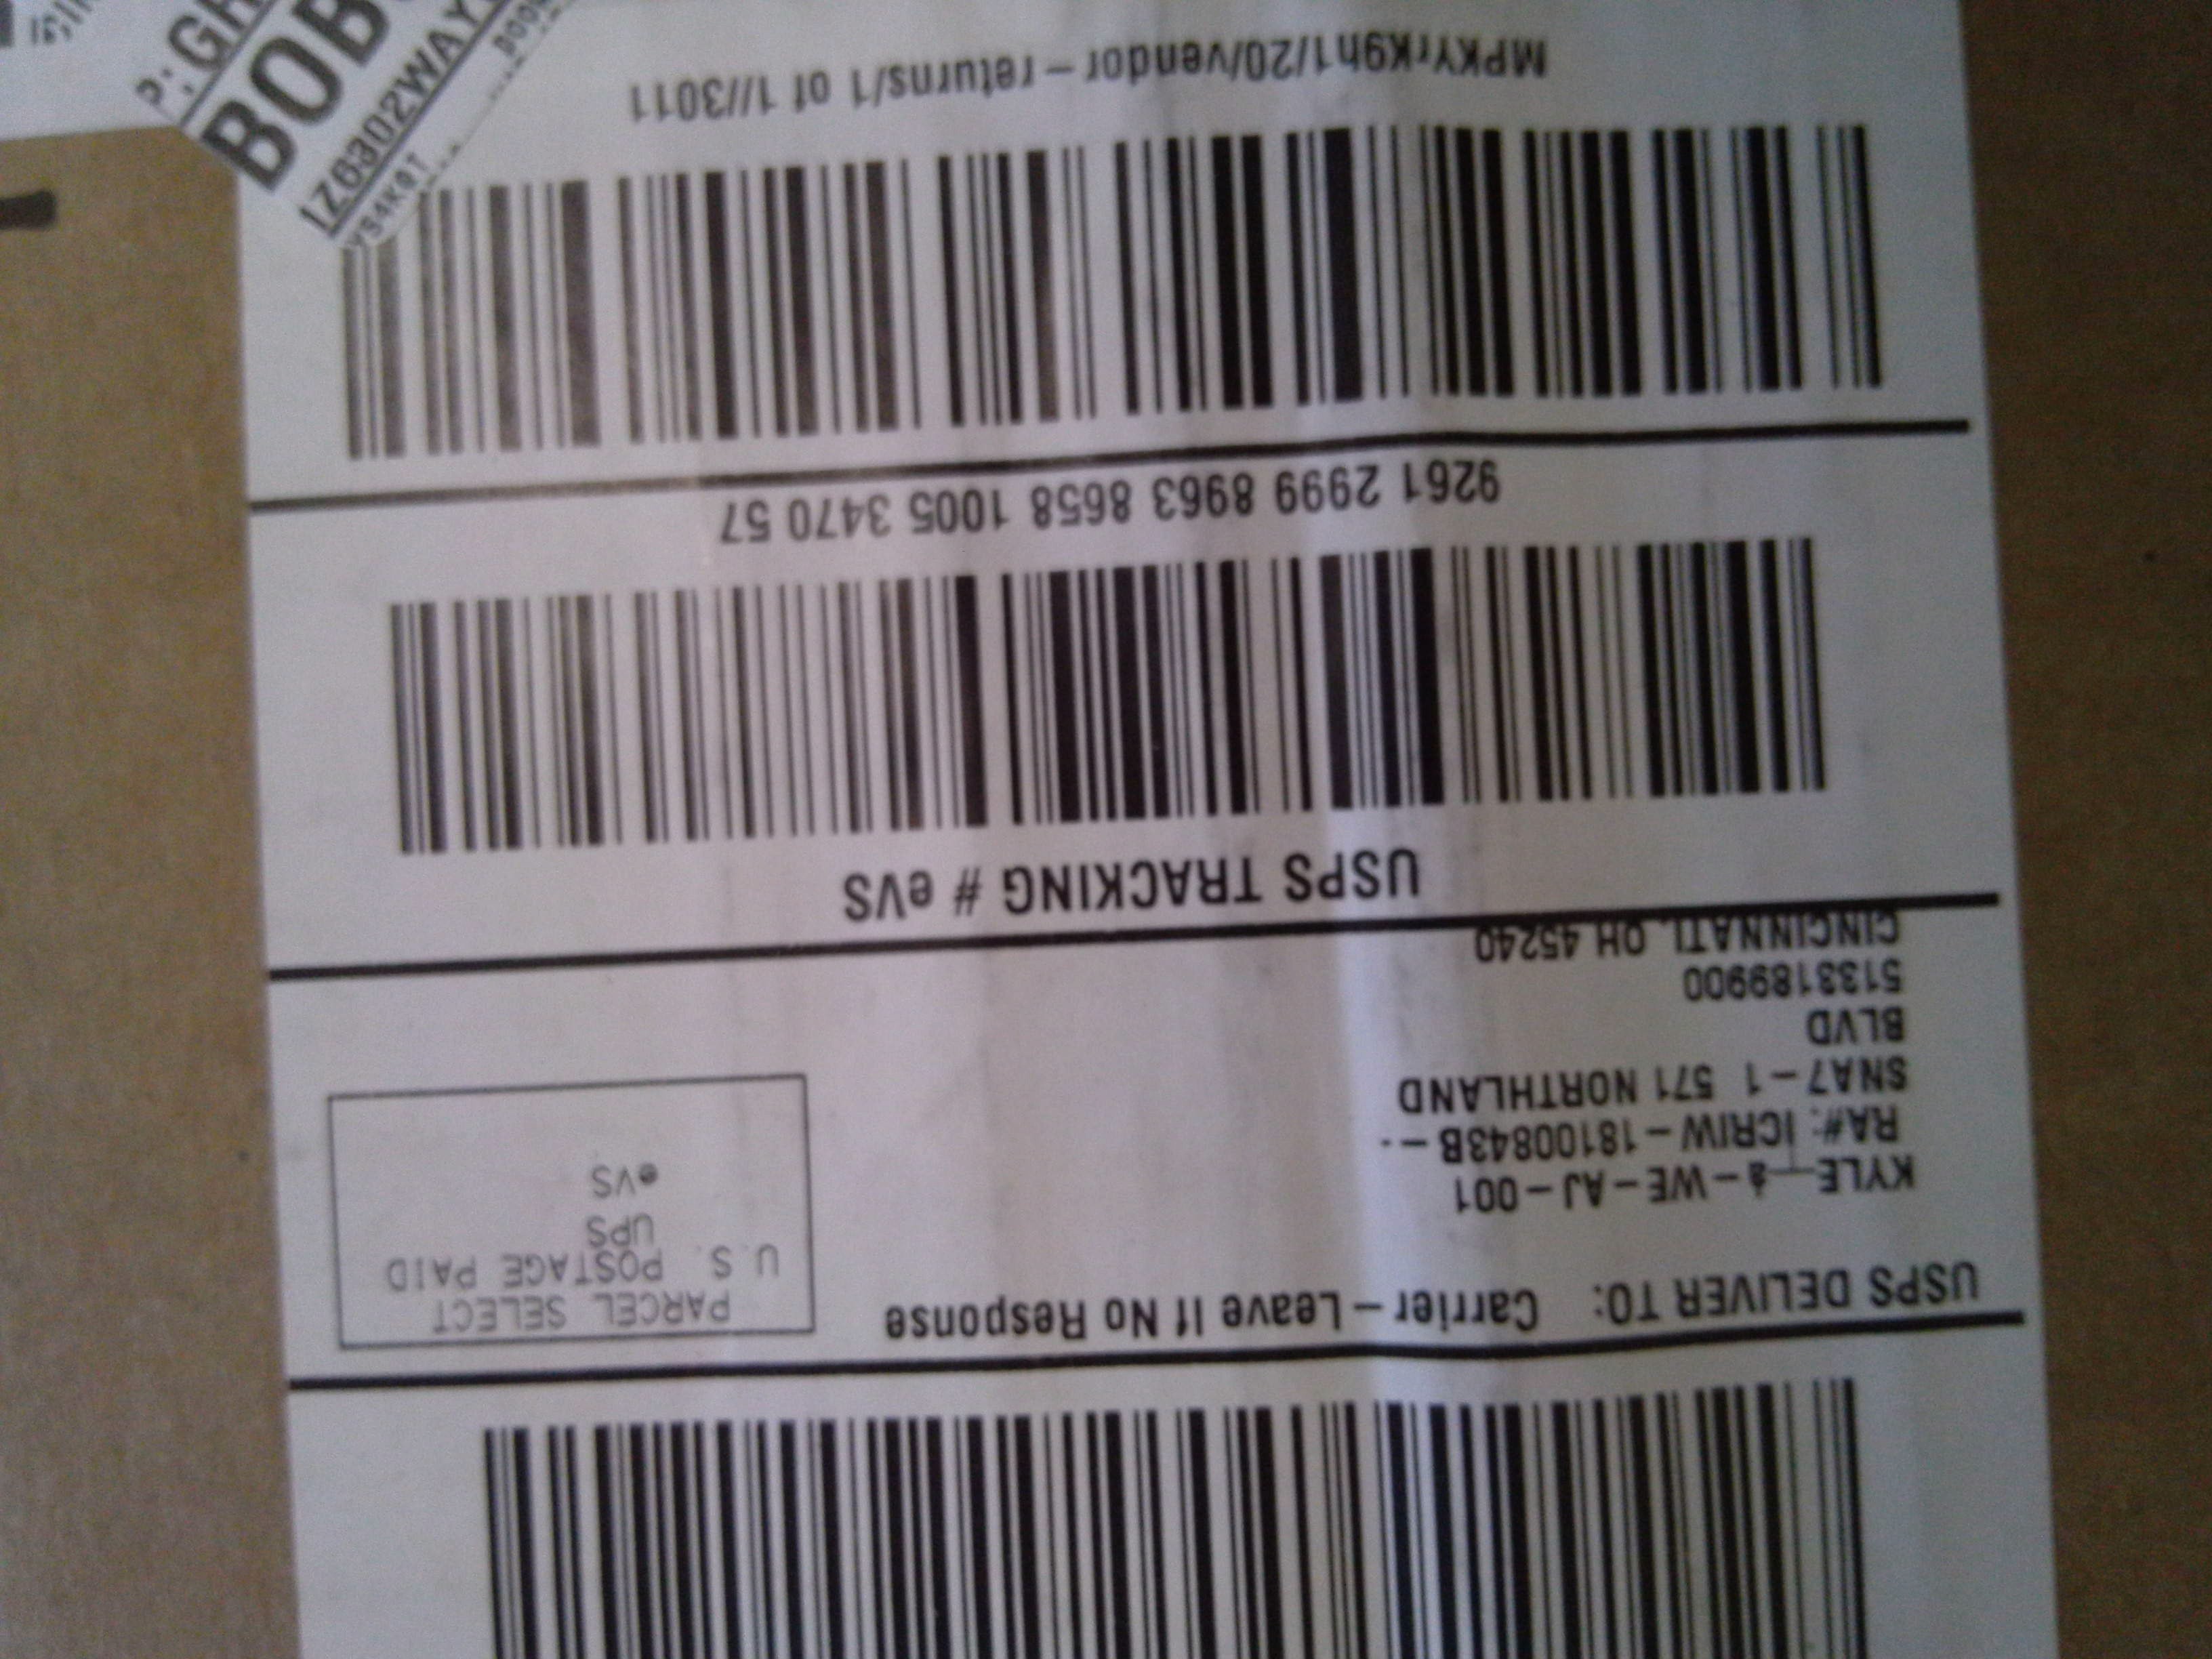 USPS DELIVER TO: Carrier – Leave If No Response
PARCEL SELECT
U.S. POSTAGE PAID
UPS
eVS
KYLE – WE – AJ – 001
RA#: ICRIW – 18100843B – -
SNA7 – 1 571 NORTHLAND
BLVD
5133189900
CINCINNATI, OH 45240
USPS TRACKING # eVS
9261 2999 8963 8658 1005 3470 57
MPKYrK9h1/20/vendor – returns/1 of 1//3011
P:
BOB